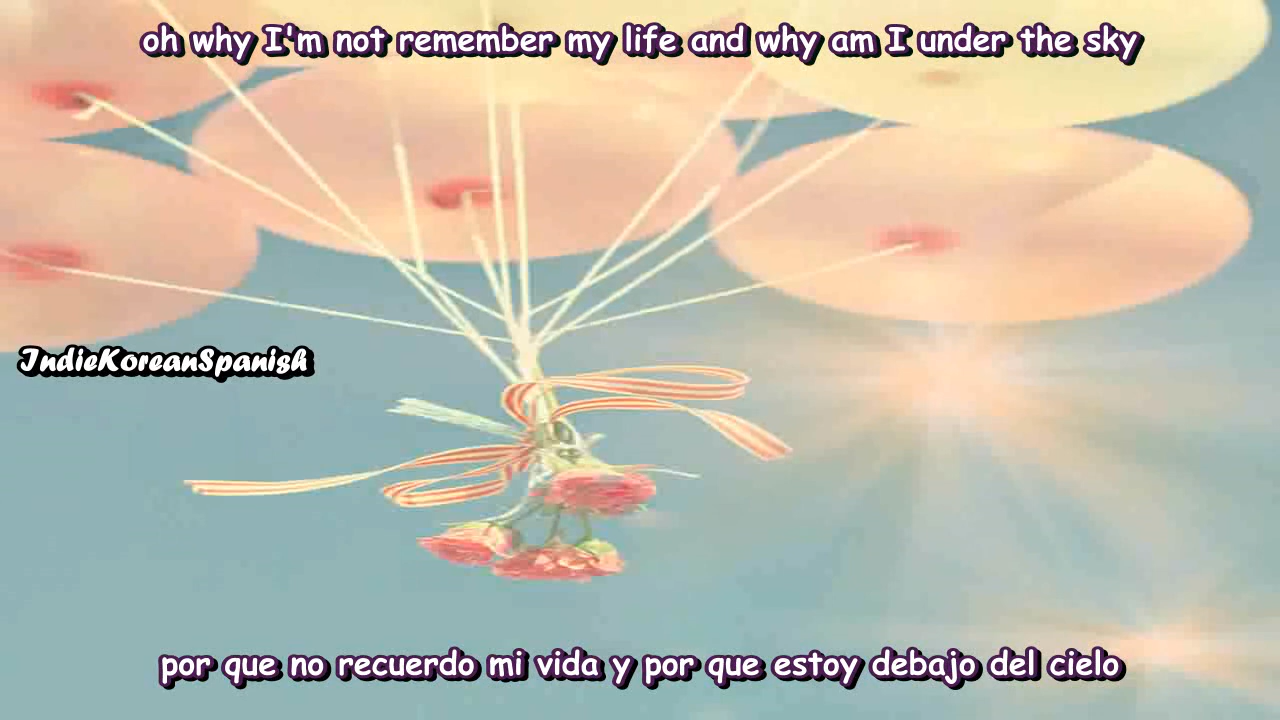 oh why I'm not remember my life and why am I under the sky
IndieKoreanSpanish
por que no recuerdo mi vida y por que estoy debajo del cielo